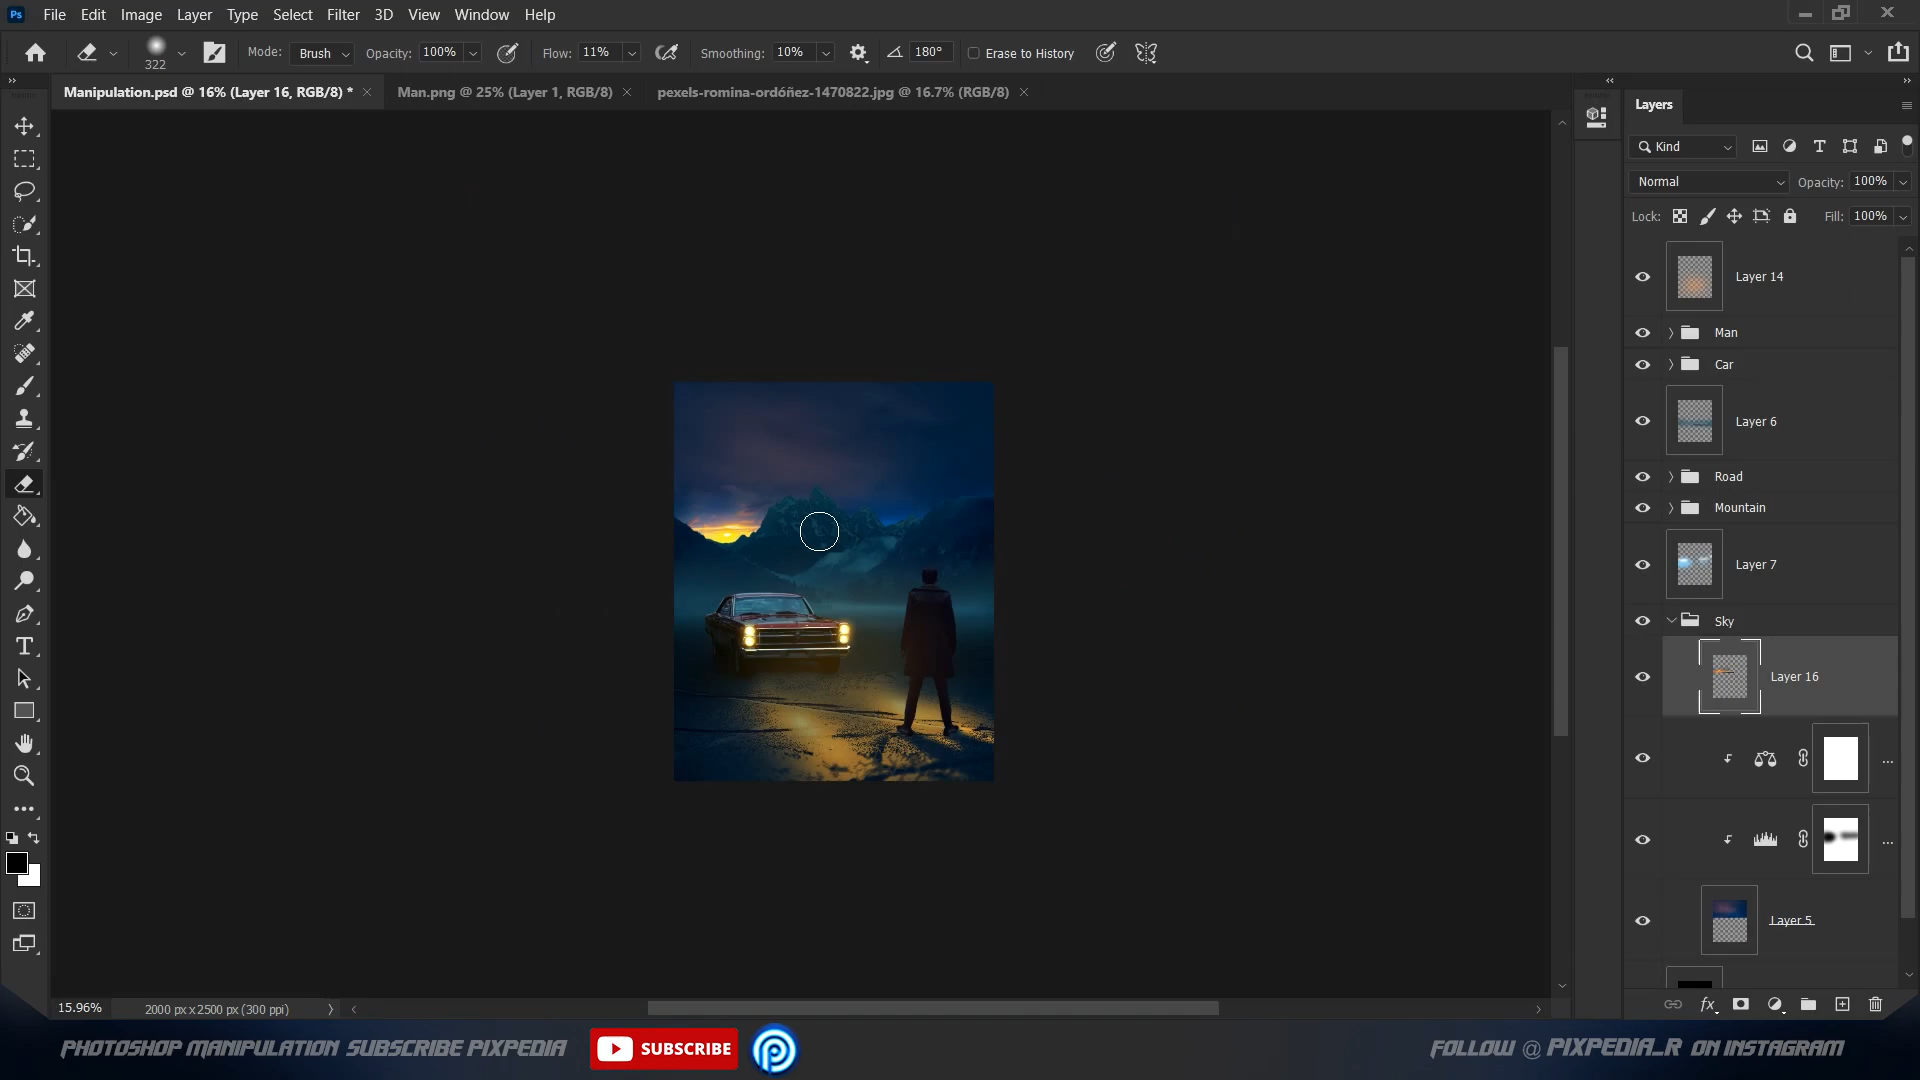 Ps File Edit Image Layer Type Select Filter 3D View Window Help
322 Mode: Brush Opacity: 100% Flow: 11% Smoothing: 10% 180° Erase to History
Manipulation.psd @ 16% (Layer 16, RGB/8) * Man.png @ 25% (Layer 1, RGB/8) pexels-romina-ordóñez-1470822.jpg @ 16.7% (RGB/8)
Layers
Kind
Normal Opacity: 100%
Lock: Fill: 100%
Layer 14
Man
Car
Layer 6
Road
Mountain
Layer 7
Sky
Layer 16
...
...
Layer 5
15.96% 2000 px x 2500 px (300 ppi)
fx
PHOTOSHOP MANIPULATION SUBSCRIBE PIXPEDIA SUBSCRIBE FOLLOW @ PIXPEDIA_R ON INSTAGRAM